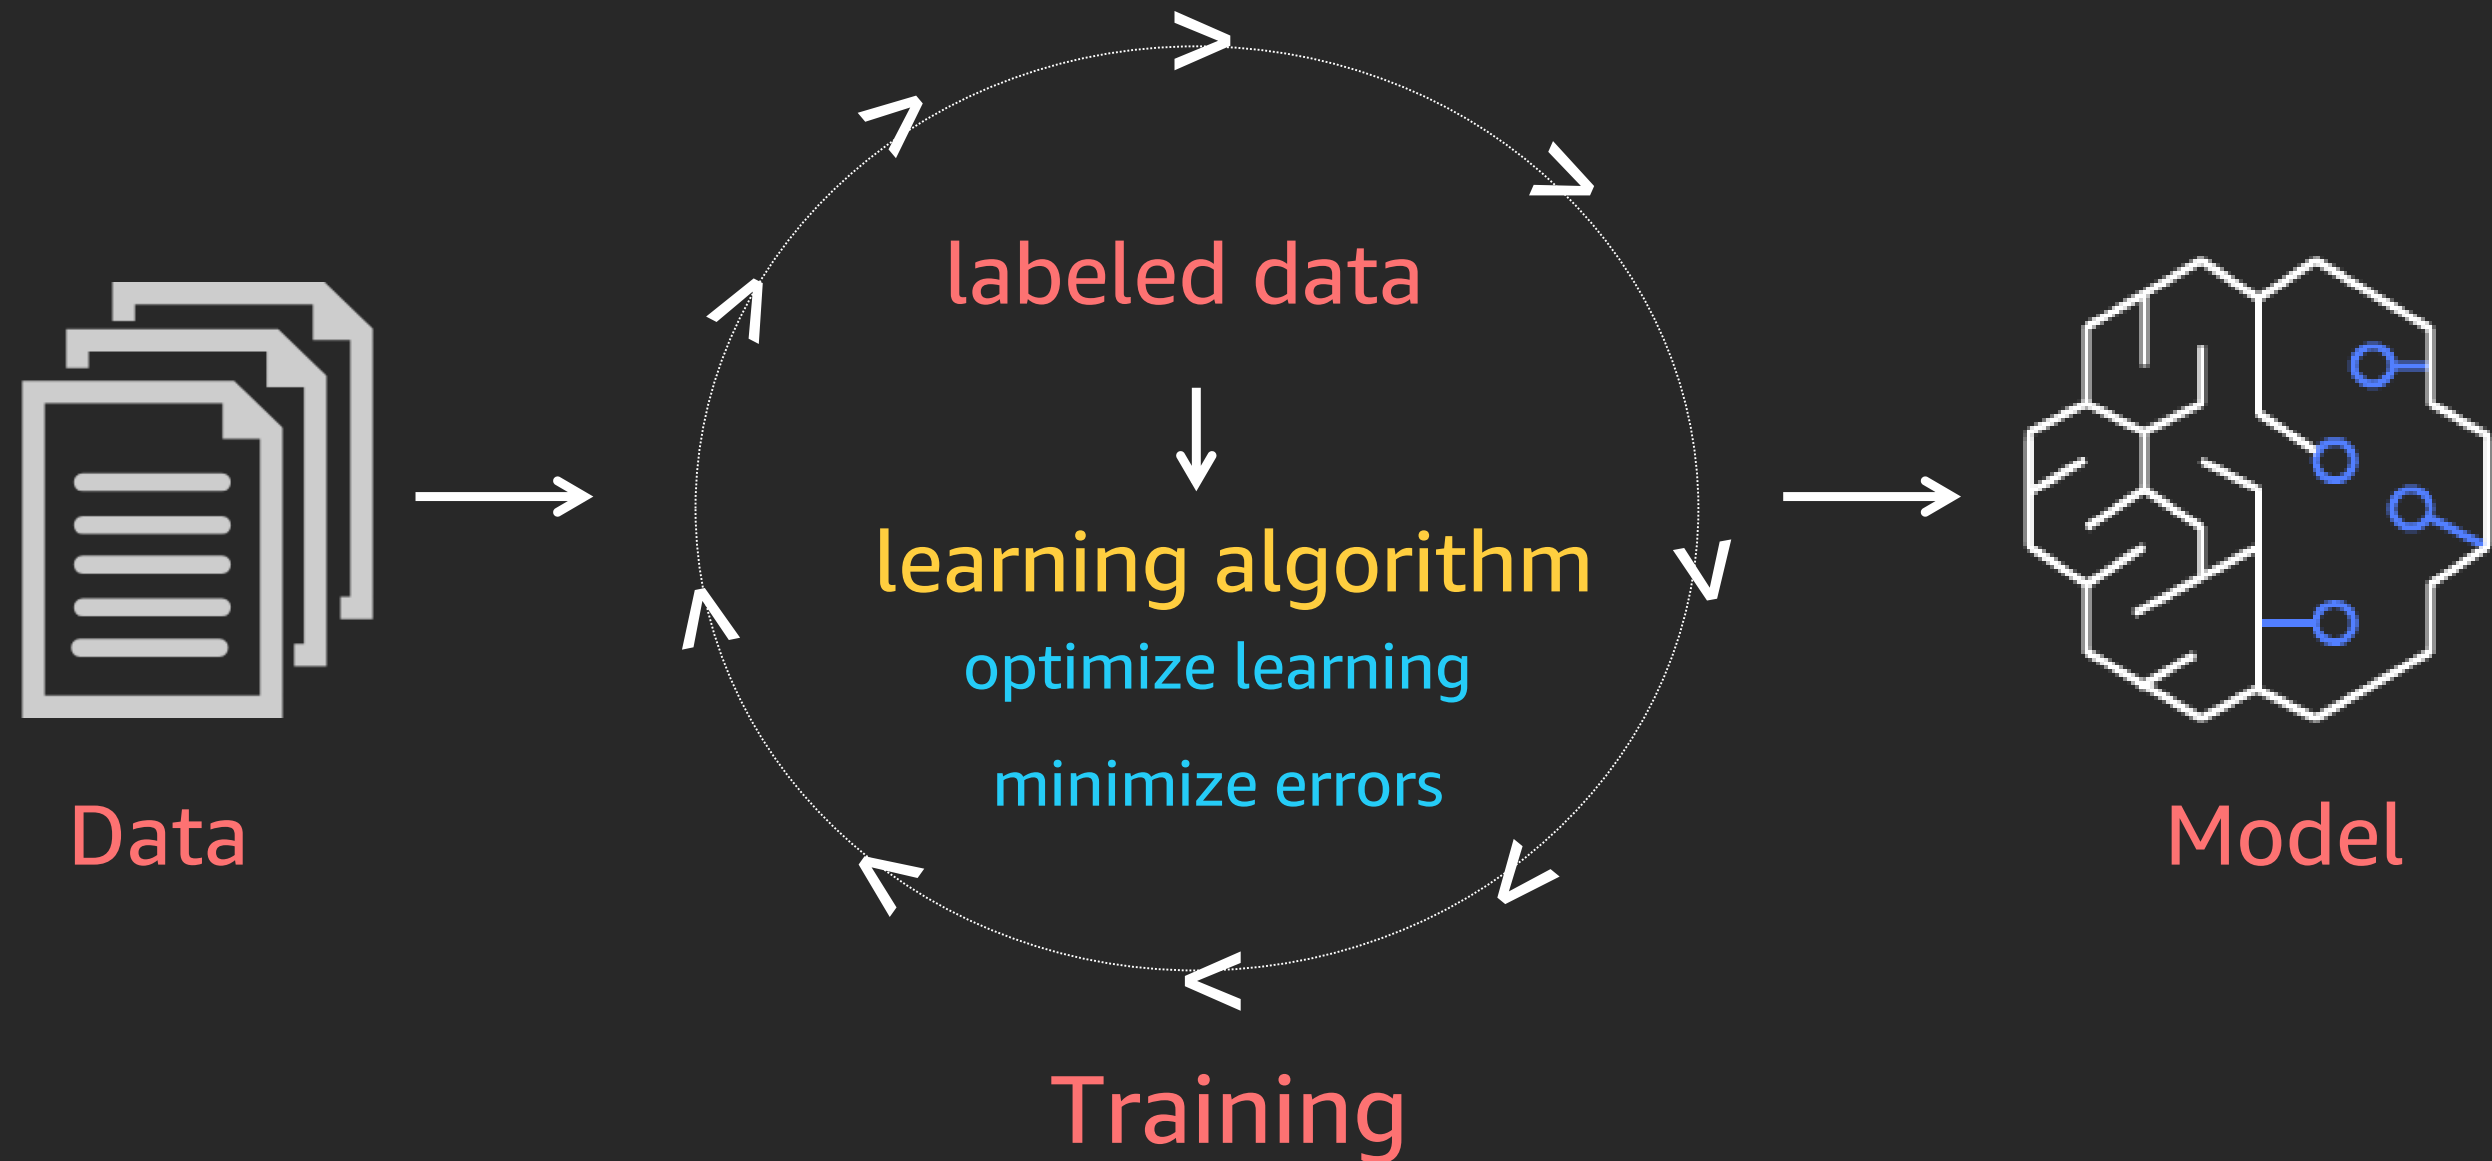 labeled data
learning algorithm
optimize learning
minimize errors
Data
Model
Training